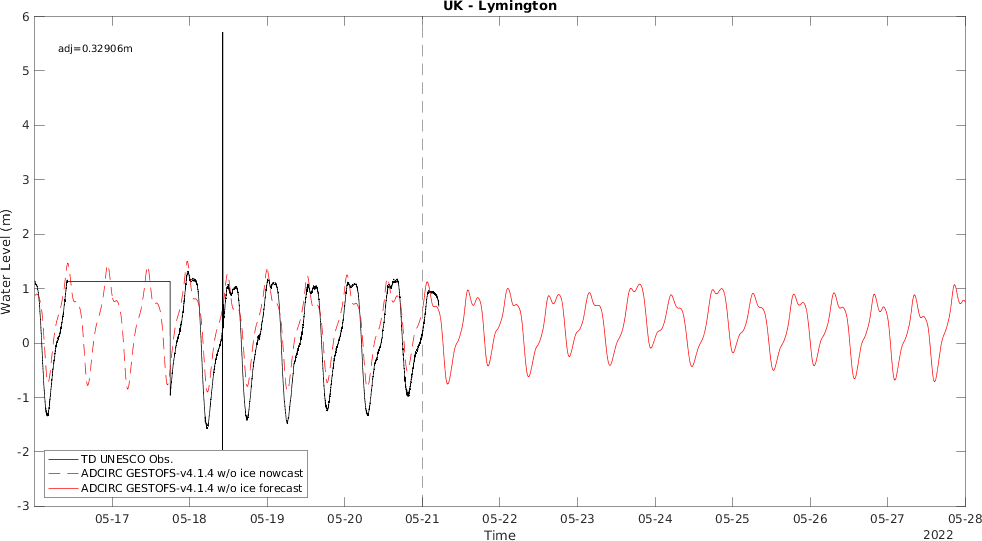 UK - Lymington
adj=0.32906m
Water Level (m)
6
5
4
3
2
1
0
-1
-2
-3
TD UNESCO Obs.
ADCIRC GESTOFS-v4.1.4 w/o ice nowcast
ADCIRC GESTOFS-v4.1.4 w/o ice forecast
05-17 05-18 05-19 05-20 05-21 05-22 05-23 05-24 05-25 05-26 05-27 05-28
Time
2022